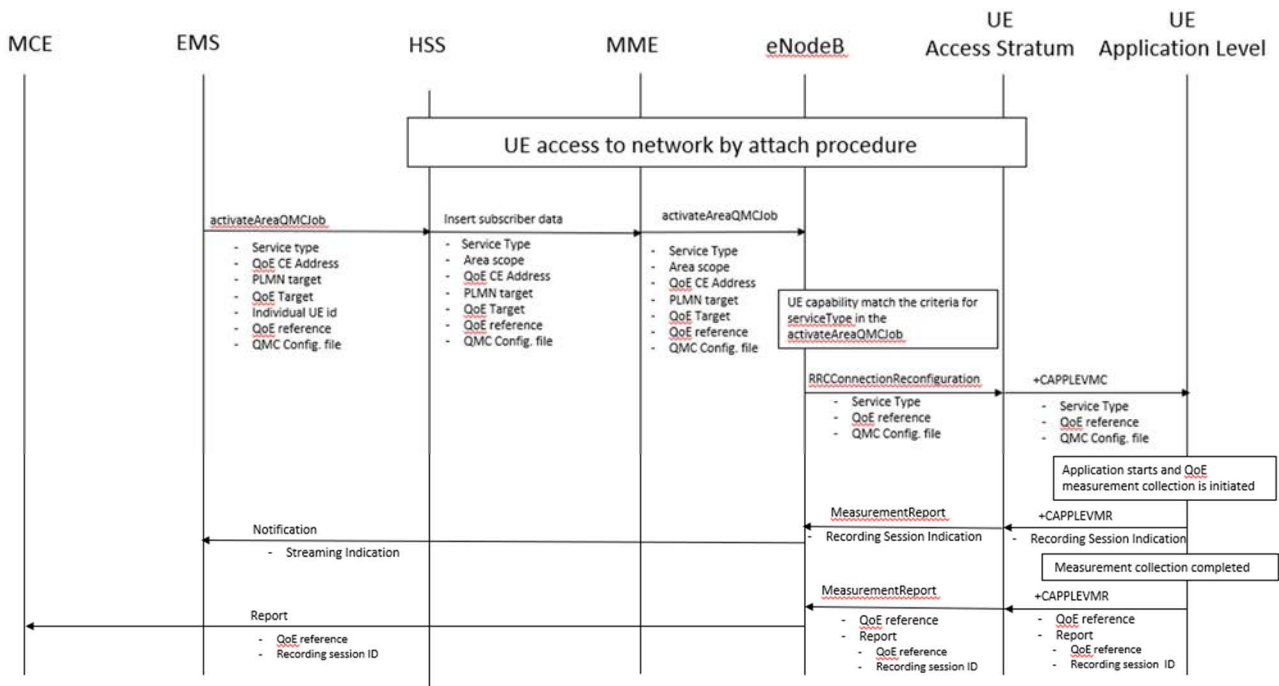 MCE
EMS
HSS
MME
eNodeB
UE
Access Stratum
UE
Application Level
UE access to network by attach procedure
activateAreaQMCJob
- Service type
- QoE CE Address
- PLMN target
- QoE Target
- Individual UE id
- QoE reference
- QMC Config. file
Insert subscriber data
- Service Type
- Area scope
- QoE CE Address
- PLMN target
- QoE Target
- QoE reference
- QMC Config. file
activateAreaQMCJob
- Service Type
- Area scope
- QoE CE Address
- PLMN target
- QoE Target
- QoE reference
- QMC Config. file
UE capability match the criteria for
serviceType in the
activateAreaQMCJob
RRCConnectionReconfiguration
- Service Type
- QoE reference
- QMC Config. file
+CAPPLEVMC
- Service Type
- QoE reference
- QMC Config. file
Application starts and QoE
measurement collection is initiated
+CAPPLEVMR
- Recording Session Indication
MeasurementReport
- Recording Session Indication
Notification
- Streaming Indication
Measurement collection completed
+CAPPLEVMR
- QoE reference
- Report
- QoE reference
- Recording session ID
MeasurementReport
- QoE reference
- Report
- QoE reference
- Recording session ID
Report
- QoE reference
- Recording session ID